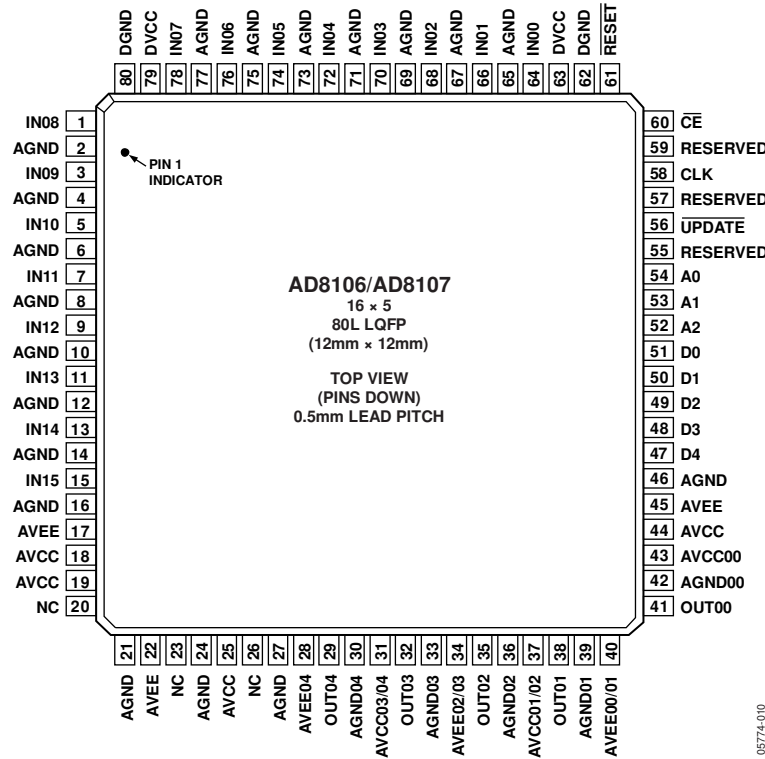 DGND DVCC IN07 AGND IN06 AGND IN05 AGND IN04 AGND IN03 AGND IN02 AGND IN01 AGND IN00 DVCC DGND RESET
80 79 78 77 76 75 74 73 72 71 70 69 68 67 66 65 64 63 62 61
IN08 1
AGND 2
IN09 3
AGND 4
IN10 5
AGND 6
IN11 7
AGND 8
IN12 9
AGND 10
IN13 11
AGND 12
IN14 13
AGND 14
IN15 15
AGND 16
AVEE 17
AVCC 18
AVCC 19
NC 20
PIN 1
INDICATOR
AD8106/AD8107
16 × 5
80L LQFP
(12mm × 12mm)
TOP VIEW
(PINS DOWN)
0.5mm LEAD PITCH
60 CE
59 RESERVED
58 CLK
57 RESERVED
56 UPDATE
55 RESERVED
54 A0
53 A1
52 A2
51 D0
50 D1
49 D2
48 D3
47 D4
46 AGND
45 AVEE
44 AVCC
43 AVCC00
42 AGND00
41 OUT00
21 22 23 24 25 26 27 28 29 30 31 32 33 34 35 36 37 38 39 40
AGND AVEE NC AGND AVCC NC AGND AVEE04 OUT04 AGND04 AVCC03/04 OUT03 AGND03 AVEE02/03 OUT02 AGND02 AVCC01/02 OUT01 AGND01 AVEE00/01
05774-010